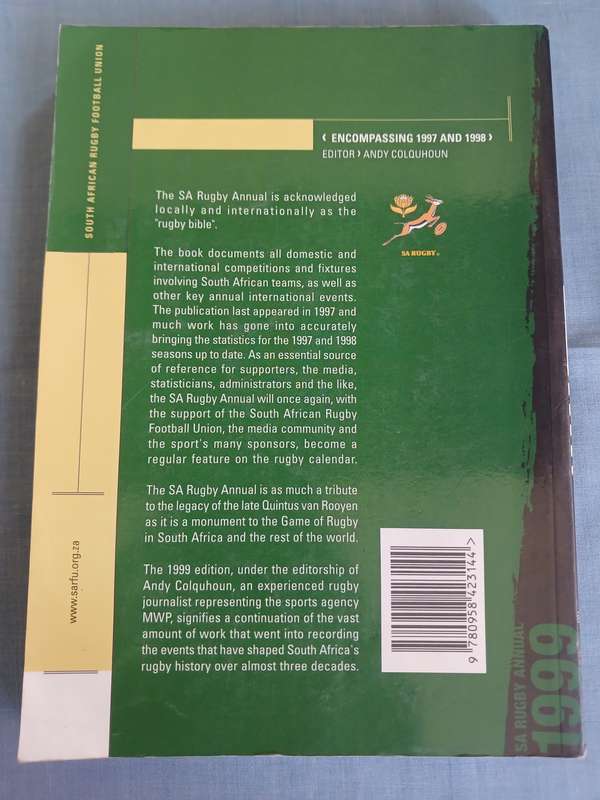 SOUTH AFRICAN RUGBY FOOTBALL UNION
‹ ENCOMPASSING 1997 AND 1998 ›
EDITOR › ANDY COLQUHOUN
The SA Rugby Annual is acknowledged
locally and internationally as the
"rugby bible".
SA RUGBY
The book documents all domestic and
international competitions and fixtures
involving South African teams, as well as
other key annual international events.
The publication last appeared in 1997 and
much work has gone into accurately
bringing the statistics for the 1997 and 1998
seasons up to date. As an essential source
of reference for supporters, the media,
statisticians, administrators and the like,
the SA Rugby Annual will once again, with
the support of the South African Rugby
Football Union, the media community and
the sport's many sponsors, become a
regular feature on the rugby calendar.
The SA Rugby Annual is as much a tribute
to the legacy of the late Quintus van Rooyen
as it is a monument to the Game of Rugby
in South Africa and the rest of the world.
The 1999 edition, under the editorship of
Andy Colquhoun, an experienced rugby
journalist representing the sports agency
MWP, signifies a continuation of the vast
amount of work that went into recording
the events that have shaped South Africa's
rugby history over almost three decades.
www.sarfu.org.za
9 780958 423144 >
SA RUGBY ANNUAL
1999